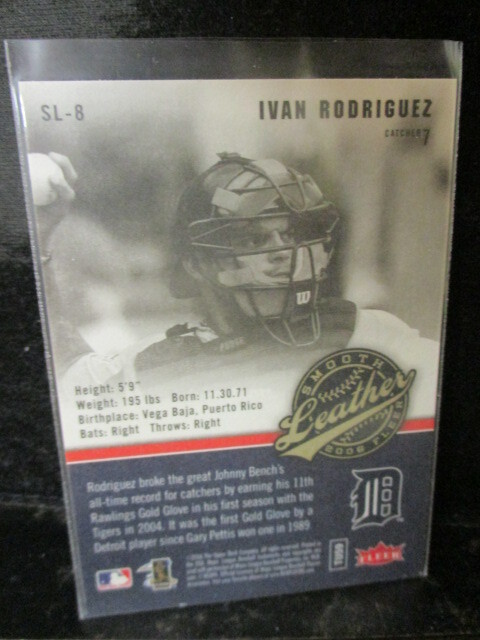 SL-8
IVAN RODRIGUEZ
CATCHER 7
W
Height: 5'9"
Weight: 195 lbs Born: 11.30.71
Birthplace: Vega Baja, Puerto Rico
Bats: Right Throws: Right
SMOOTH
Leather
2006 FLEER
Rodriguez broke the great Johnny Bench's
all-time record for catchers by earning his 11th
Rawlings Gold Glove in his first season with the
Tigers in 2004. It was the first Gold Glove by a
Detroit player since Gary Pettis won one in 1989
D
FLEER